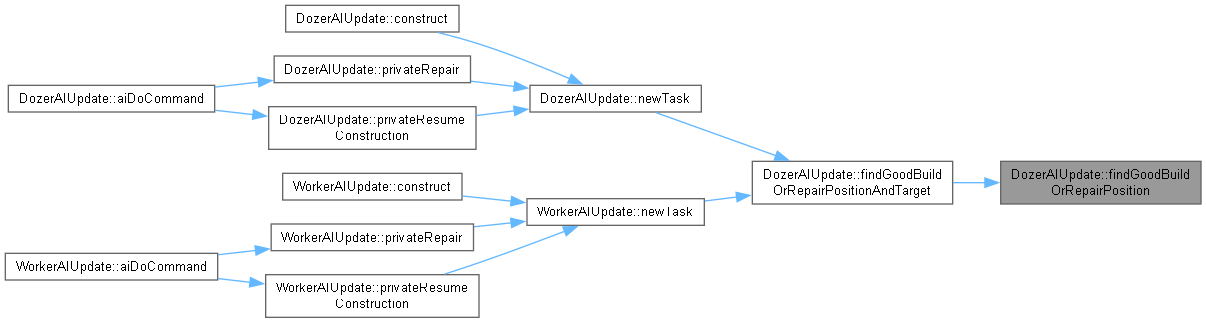 DozerAIUpdate::construct
DozerAIUpdate::privateRepair
DozerAIUpdate::aiDoCommand
DozerAIUpdate::newTask
DozerAIUpdate::privateResume
Construction
DozerAIUpdate::findGoodBuild
OrRepairPositionAndTarget
DozerAIUpdate::findGoodBuild
OrRepairPosition
WorkerAIUpdate::construct
WorkerAIUpdate::newTask
WorkerAIUpdate::privateRepair
WorkerAIUpdate::aiDoCommand
WorkerAIUpdate::privateResume
Construction